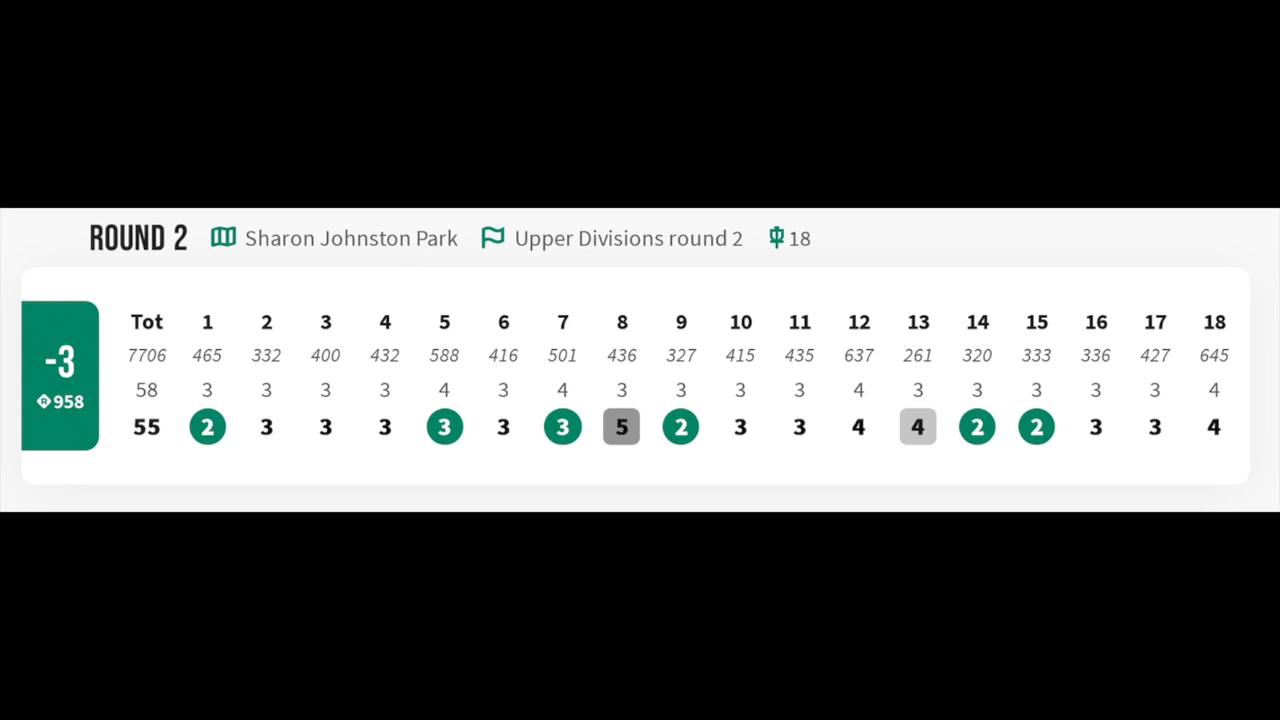 ROUND 2 Sharon Johnston Park Upper Divisions round 2 18
-3
958
Tot 1 2 3 4 5 6 7 8 9 10 11 12 13 14 15 16 17 18
7706 465 332 400 432 588 416 501 436 327 415 435 637 261 320 333 336 427 645
58 3 3 3 3 4 3 4 3 3 3 3 4 3 3 3 3 3 4
55 2 3 3 3 3 3 3 5 2 3 3 4 4 2 2 3 3 4